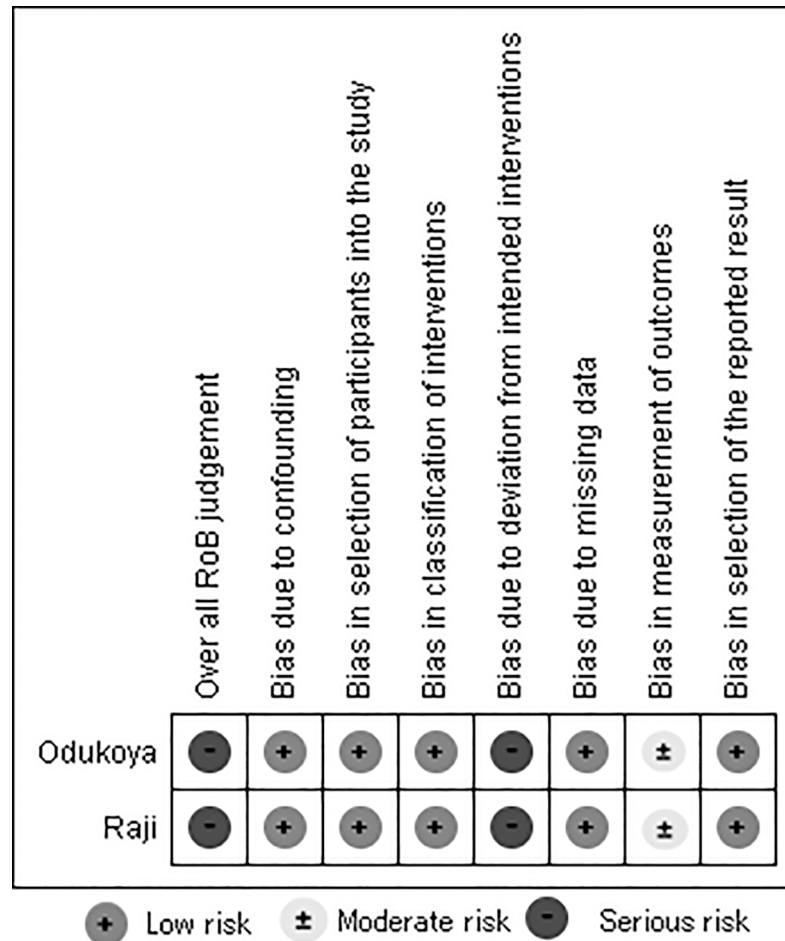 Over all RoB judgement
Bias due to confounding
Bias in selection of participants into the study
Bias in classification of interventions
Bias due to deviation from intended interventions
Bias due to missing data
Bias in measurement of outcomes
Bias in selection of the reported result
Odukoya - + + + - + ± +
Raji - + + + - + ± +
+ Low risk ± Moderate risk - Serious risk